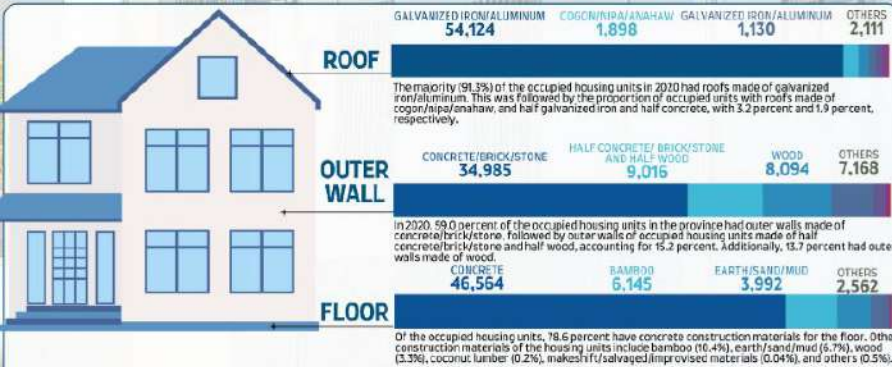 GALVANIZED IRON/ALUMINUM COGON/NIPA/ANAHAW GALVANIZED IRON/ALUMINUM OTHERS
54,124 1,898 1,130 2,111
ROOF
The majority (91.3%) of the occupied housing units in 2020 had roofs made of galvanized
iron/aluminum. This was followed by the proportion of occupied units with roofs made of
cogon/nipa/anahaw, and half galvanized iron and half concrete, with 3.2 percent and 1.9 percent,
respectively.
CONCRETE/BRICK/STONE HALF CONCRETE/ BRICK/STONE AND HALF WOOD WOOD OTHERS
34,985 9,016 8,094 7,168
OUTER
WALL
In 2020, 59.0 percent of the occupied housing units in the province had outer walls made of
concrete/brick/stone, followed by outer walls of occupied housing units made of half
concrete/brick/stone and half wood, accounting for 15.2 percent. Additionally, 13.7 percent had oute
walls made of wood.
CONCRETE BAMBOO EARTH/SAND/MUD OTHERS
46,564 6,145 3,992 2,562
FLOOR
Of the occupied housing units, 78.6 percent have concrete construction materials for the floor. Othe
construction materials of the housing units include bamboo (10.4%), earth/sand/mud (6.7%), wood
(3.3%), coconut lumber (0.2%), makeshift/salvaged/improvised materials (0.04%), and others (0.5%).